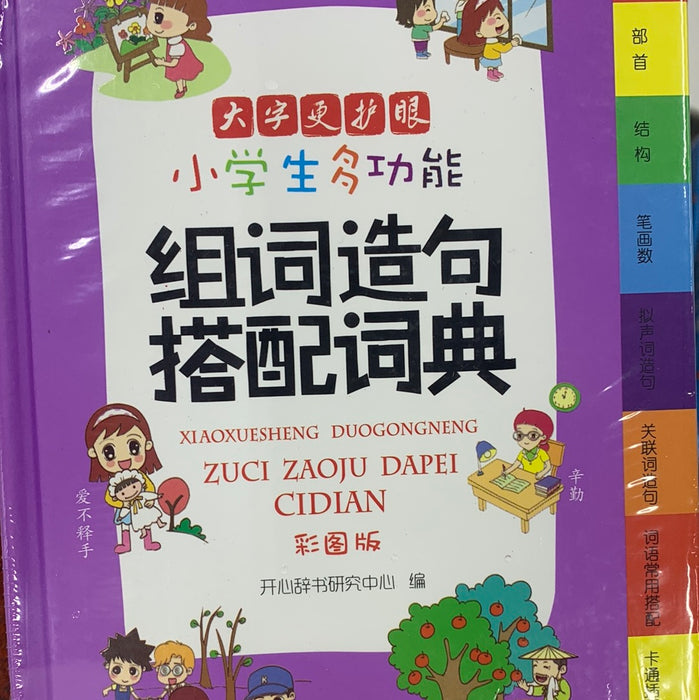 大字更护眼
小学生多功能
组词造句
搭配词典
XIAOXUESHENG DUOGONGNENG
ZUCI ZAOJU DAPEI
CIDIAN
彩图版
开心辞书研究中心 编
爱不释手
辛勤
部首
结构
笔画数
拟声词造句
关联词造句
词语常用搭配
卡通